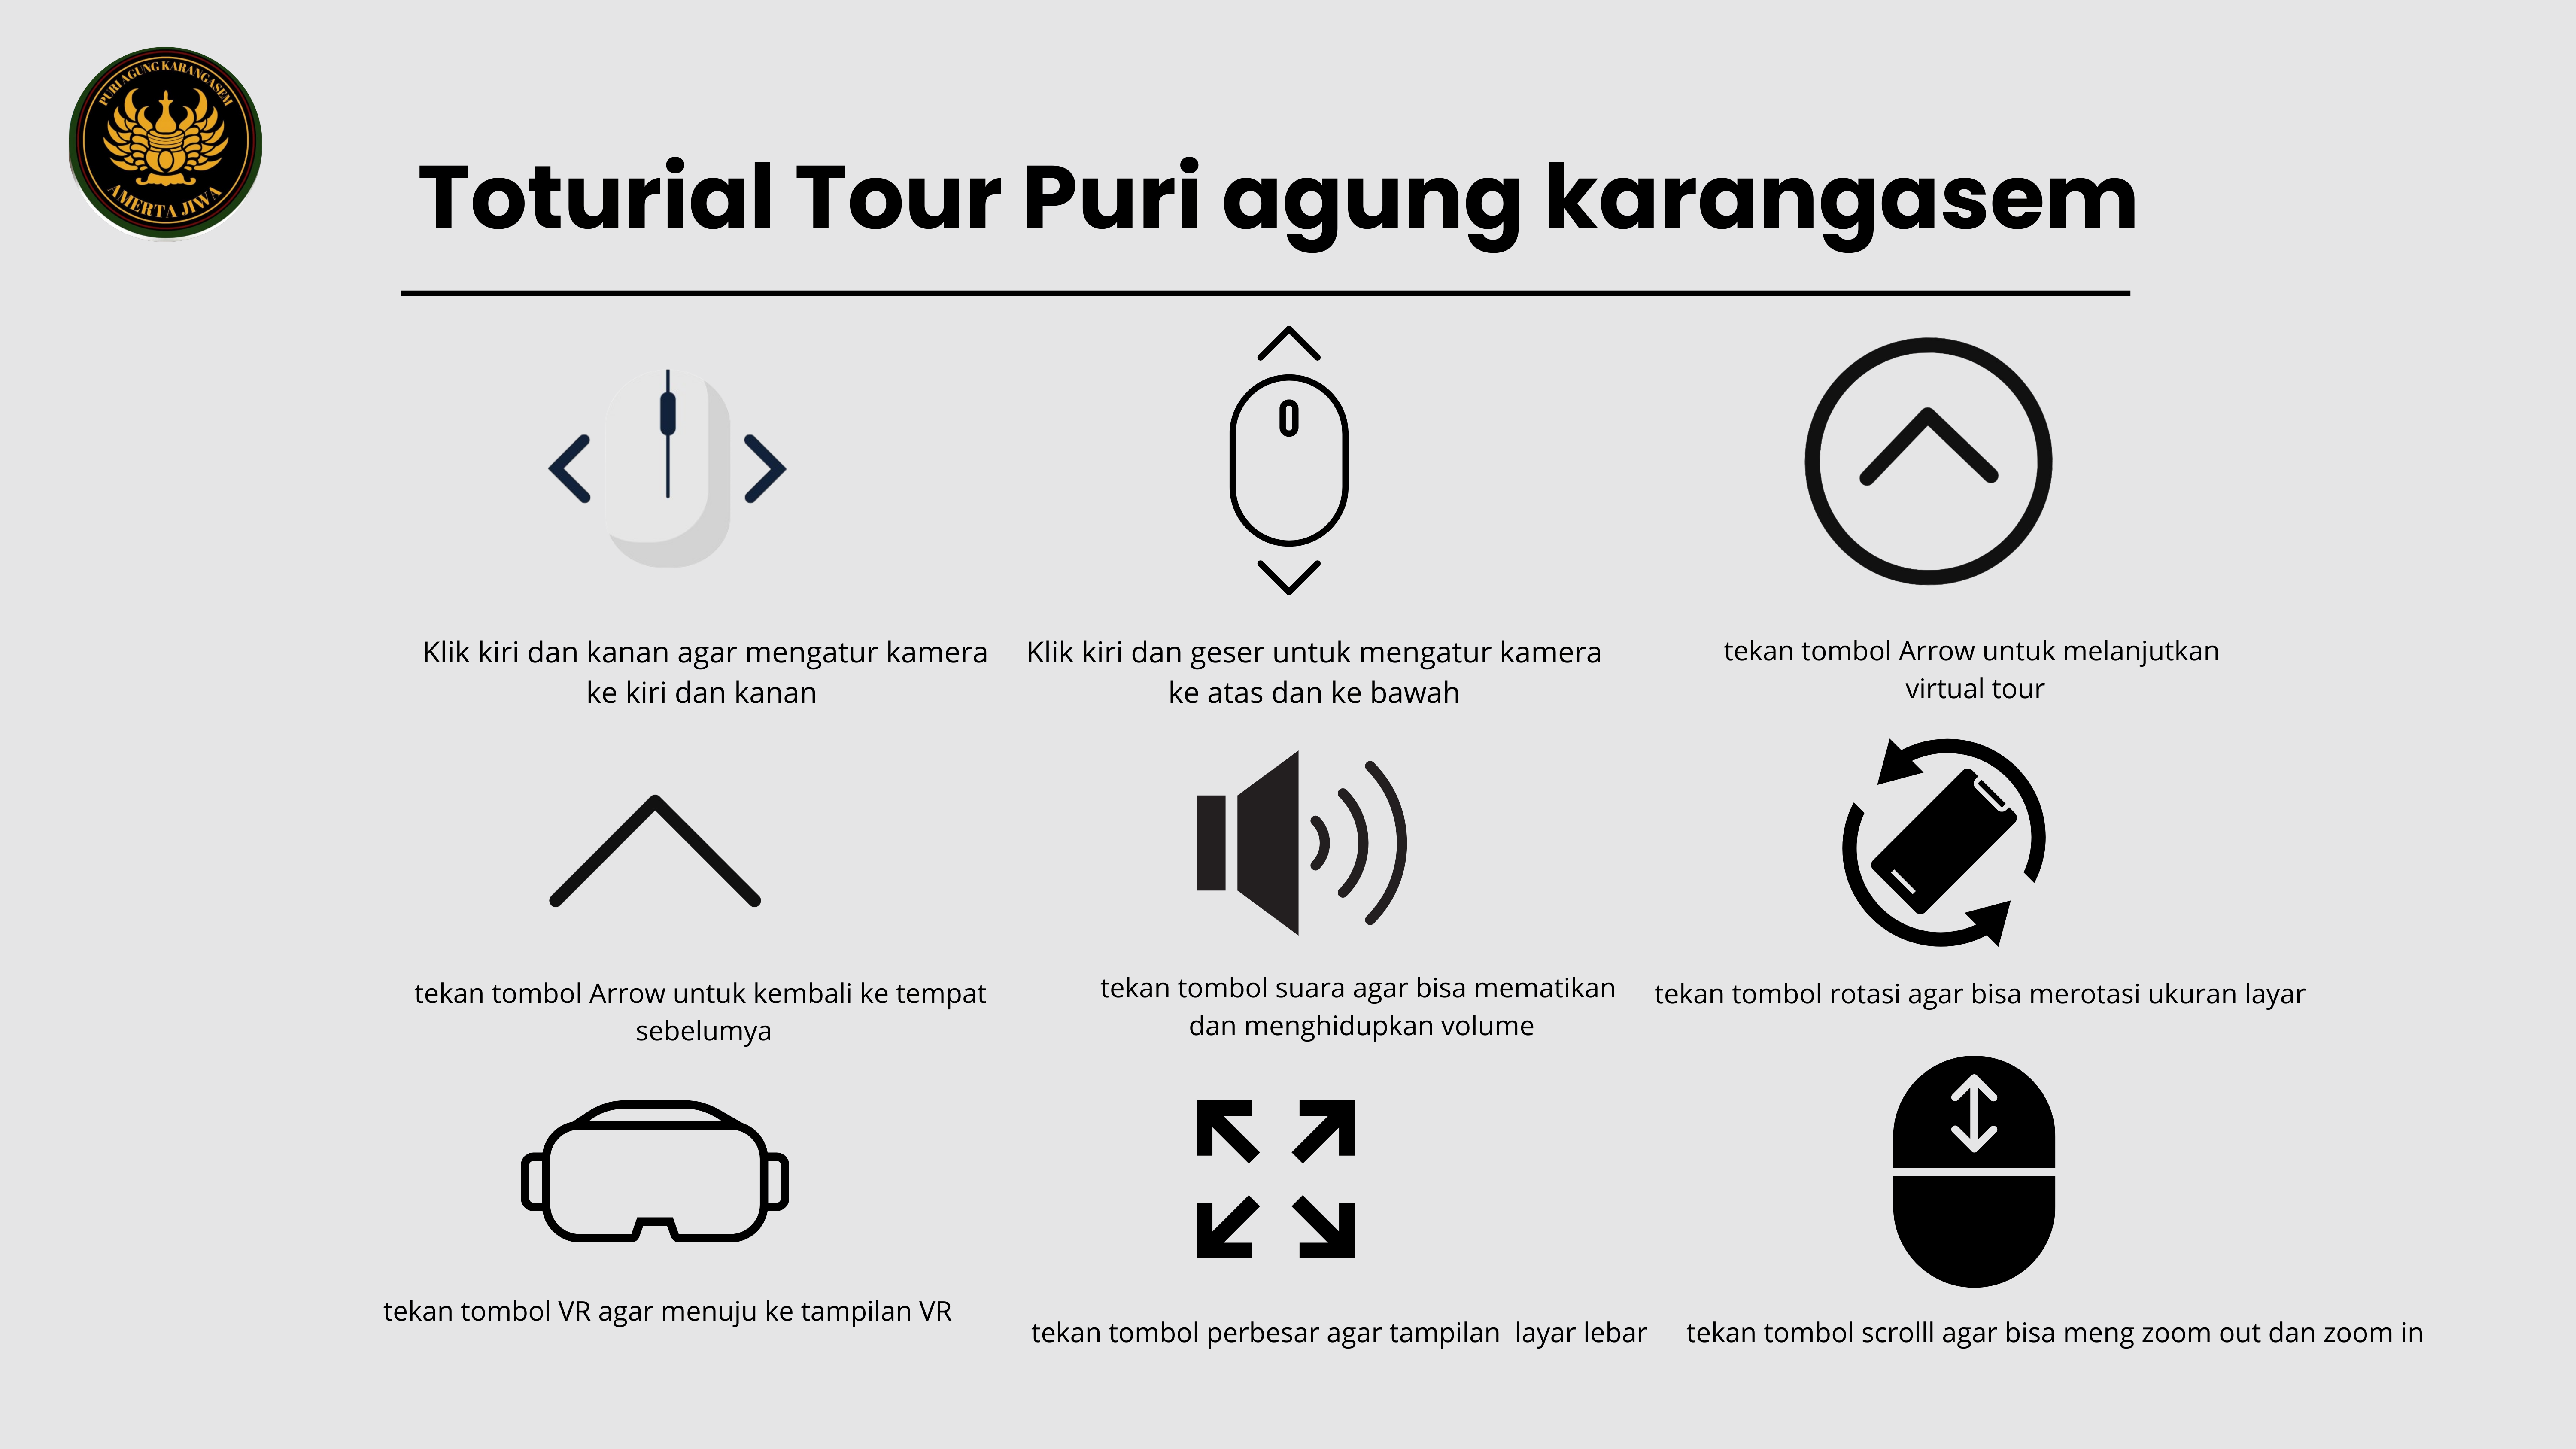 PURI AGUNG KARANGASEM
AMERTA JIWA
Toturial Tour Puri agung karangasem
Klik kiri dan kanan agar mengatur kamera
ke kiri dan kanan
Klik kiri dan geser untuk mengatur kamera
ke atas dan ke bawah
tekan tombol Arrow untuk melanjutkan
virtual tour
tekan tombol Arrow untuk kembali ke tempat
sebelumya
tekan tombol suara agar bisa mematikan
dan menghidupkan volume
tekan tombol rotasi agar bisa merotasi ukuran layar
tekan tombol VR agar menuju ke tampilan VR
tekan tombol perbesar agar tampilan  layar lebar
tekan tombol scrolll agar bisa meng zoom out dan zoom in